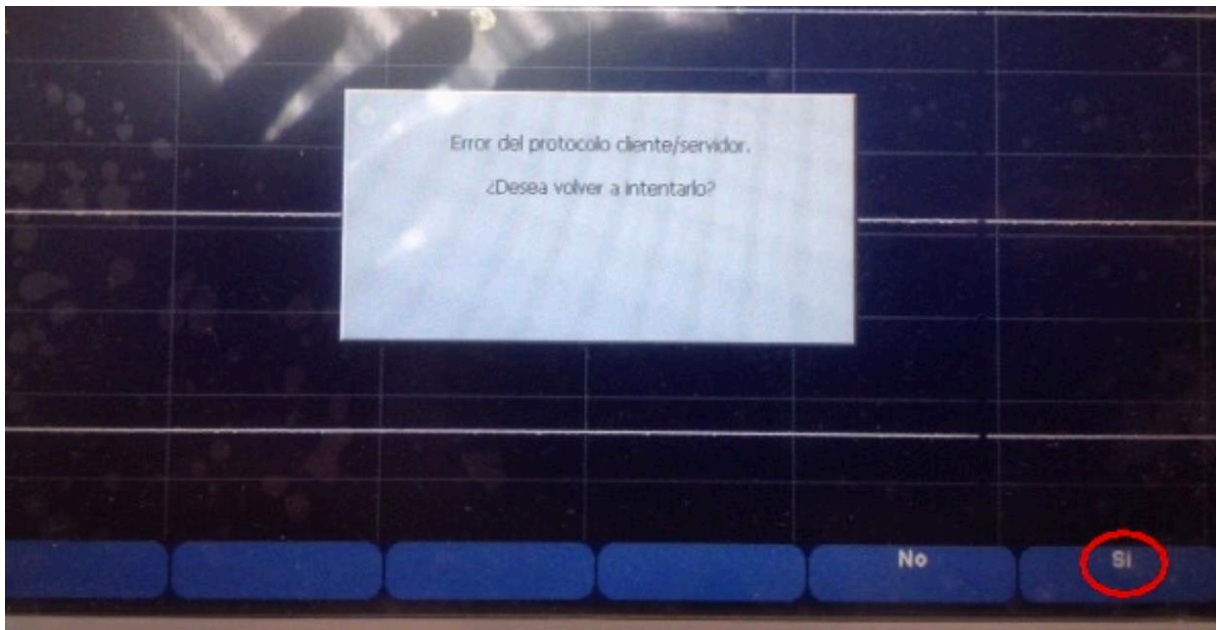 Error del protocolo cliente/servidor.
¿Desea volver a intentarlo?
No
Si